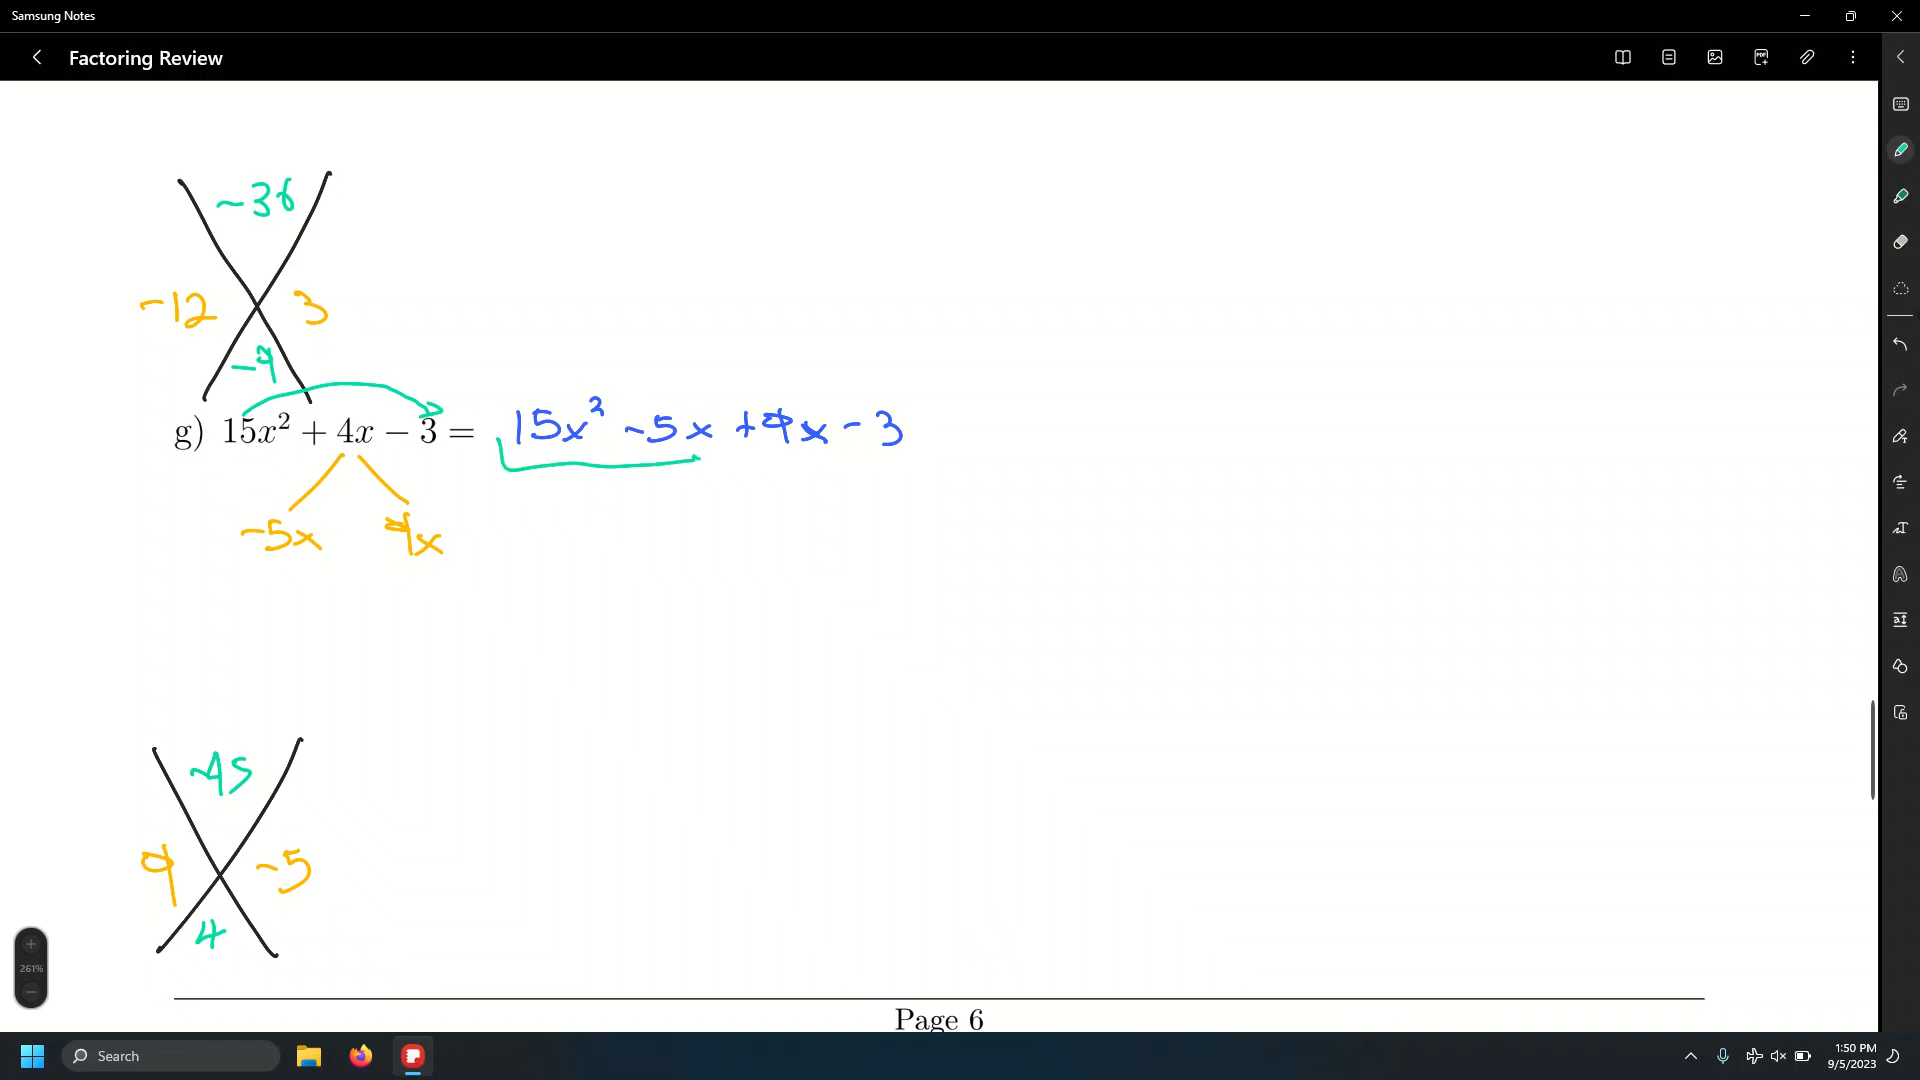 Samsung Notes
Factoring Review
-36
-12 3
-9
g) 15x² + 4x − 3 = 15x² -5x +9x -3
-5x 9x
-45
9 -5
4
Page 6
261%
Search
1:50 PM
9/5/2023